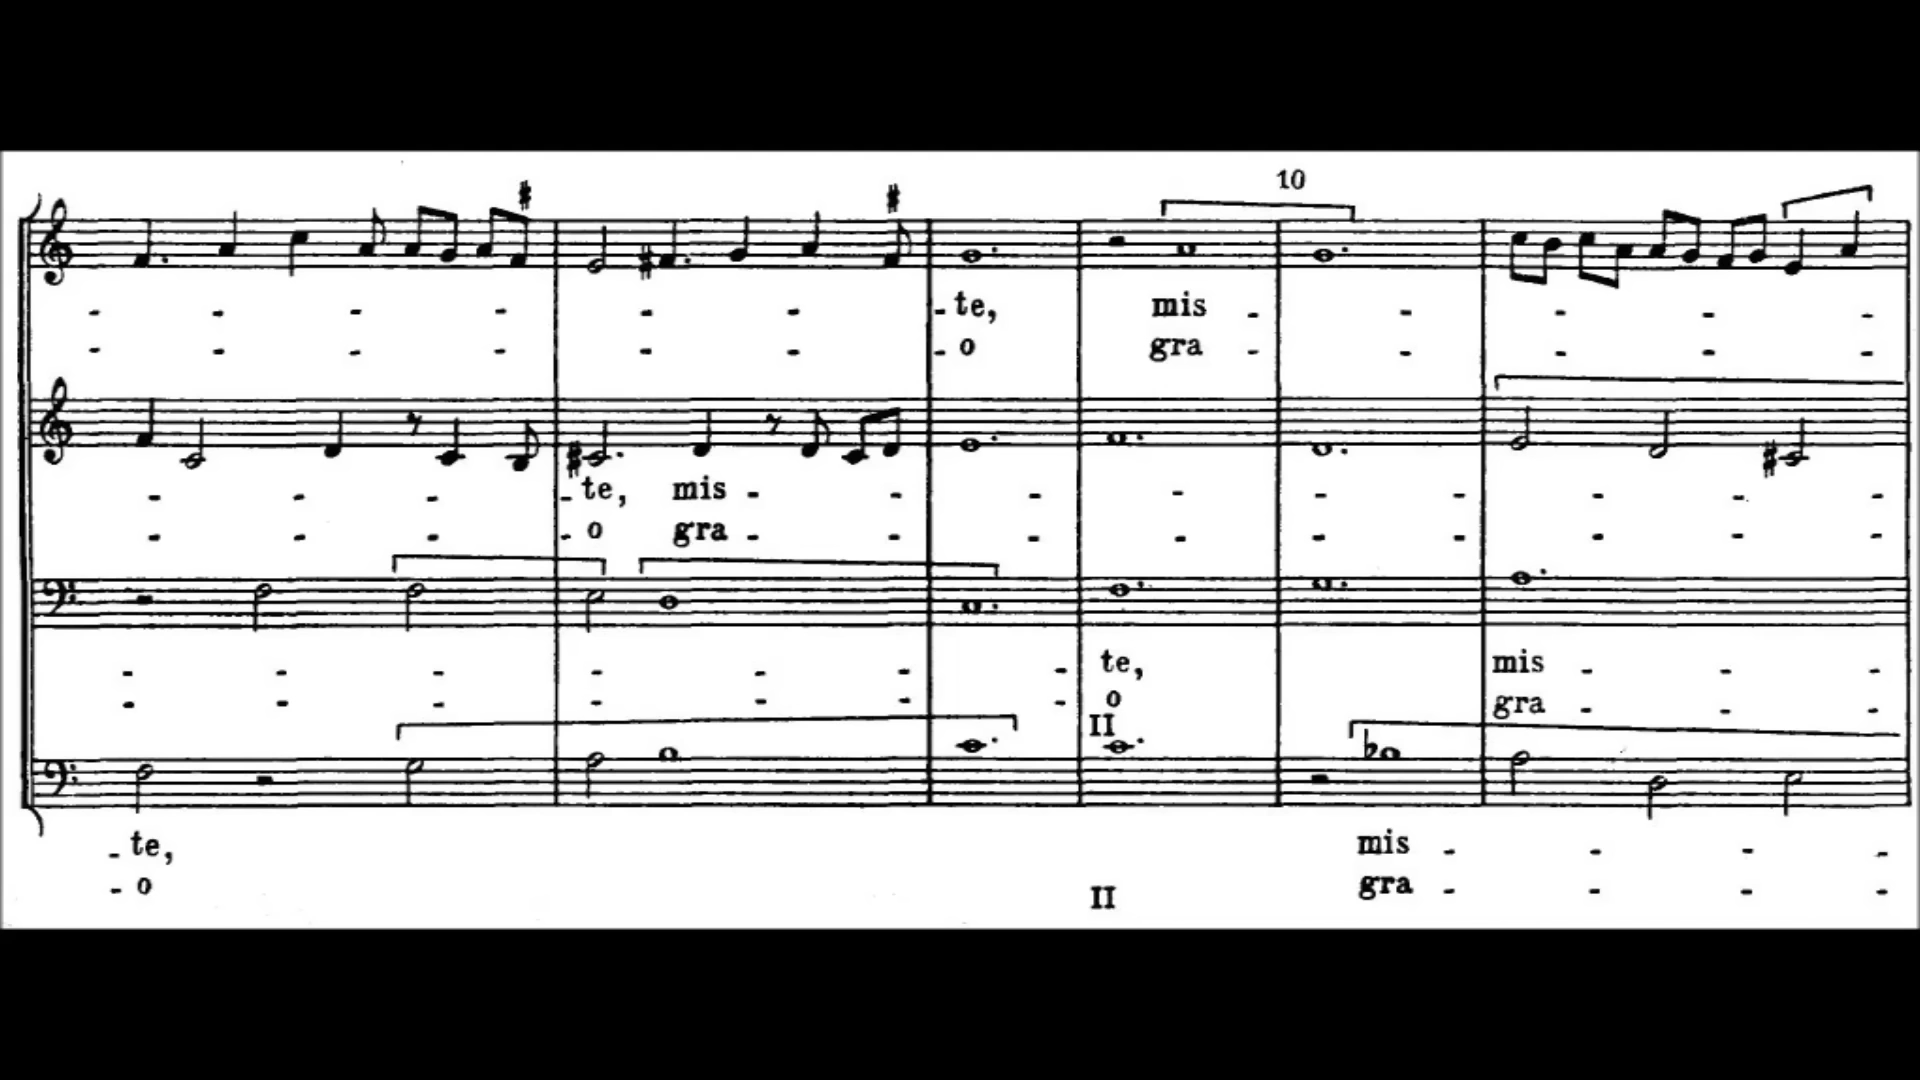 10
- - - - - - - te, mis - - - - -
- - - - - - - o gra - - - - -
- - - - te, mis - - - - - - - - -
- - - - o gra - - - - - - - - -
- - - - - - - - te, mis - - -
- - - - - - - - o gra - - -
II
- te, mis - - - -
- o II gra - - - -